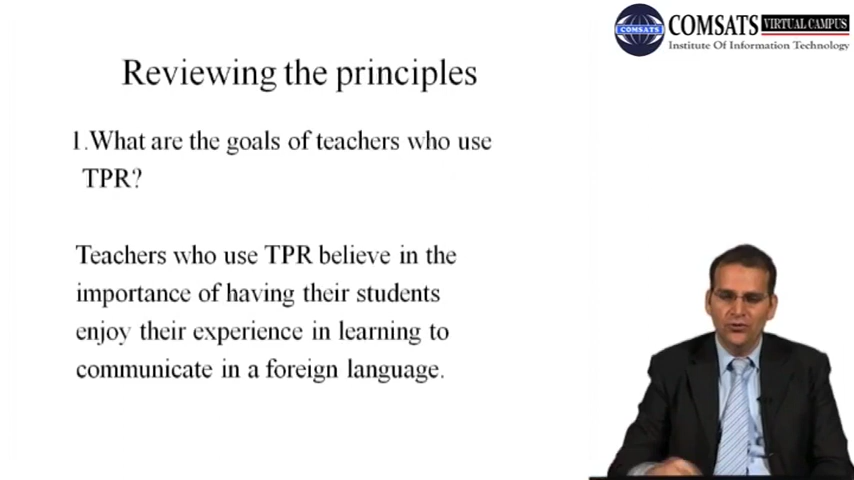 COMSATS VIRTUAL CAMPUS
COMSATS
Institute Of Information Technology
Reviewing the principles
1.What are the goals of teachers who use
TPR?
Teachers who use TPR believe in the
importance of having their students
enjoy their experience in learning to
communicate in a foreign language.